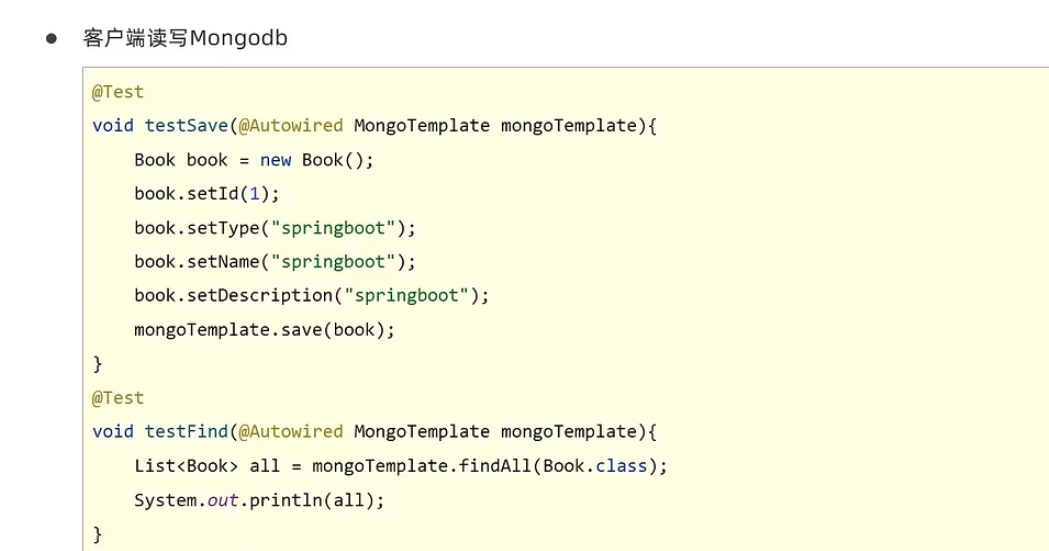 ● 客户端读写Mongodb
@Test
void testSave(@Autowired MongoTemplate mongoTemplate){
    Book book = new Book();
    book.setId(1);
    book.setType("springboot");
    book.setName("springboot");
    book.setDescription("springboot");
    mongoTemplate.save(book);
}
@Test
void testFind(@Autowired MongoTemplate mongoTemplate){
    List<Book> all = mongoTemplate.findAll(Book.class);
    System.out.println(all);
}